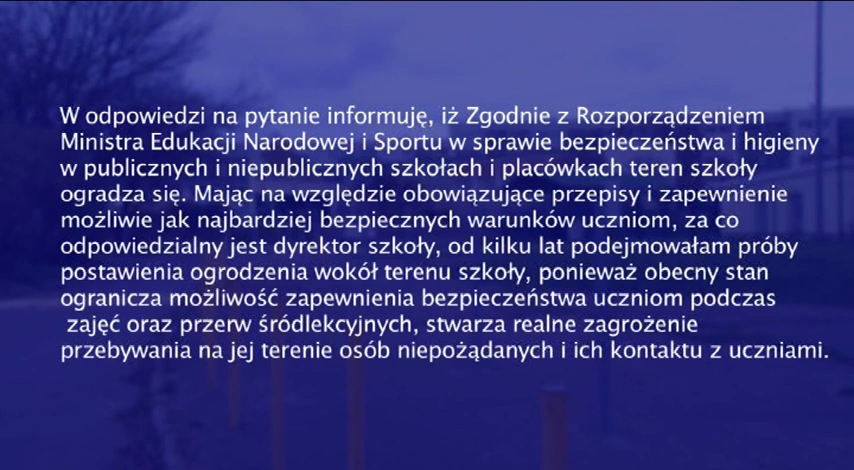 W odpowiedzi na pytanie informuję, iż Zgodnie z Rozporządzeniem
Ministra Edukacji Narodowej i Sportu w sprawie bezpieczeństwa i higieny
w publicznych i niepublicznych szkołach i placówkach teren szkoły
ogradza się. Mając na względzie obowiązujące przepisy i zapewnienie
możliwie jak najbardziej bezpiecznych warunków uczniom, za co
odpowiedzialny jest dyrektor szkoły, od kilku lat podejmowałam próby
postawienia ogrodzenia wokół terenu szkoły, ponieważ obecny stan
ogranicza możliwość zapewnienia bezpieczeństwa uczniom podczas
zajęć oraz przerw śródlekcyjnych, stwarza realne zagrożenie
przebywania na jej terenie osób niepożądanych i ich kontaktu z uczniami.